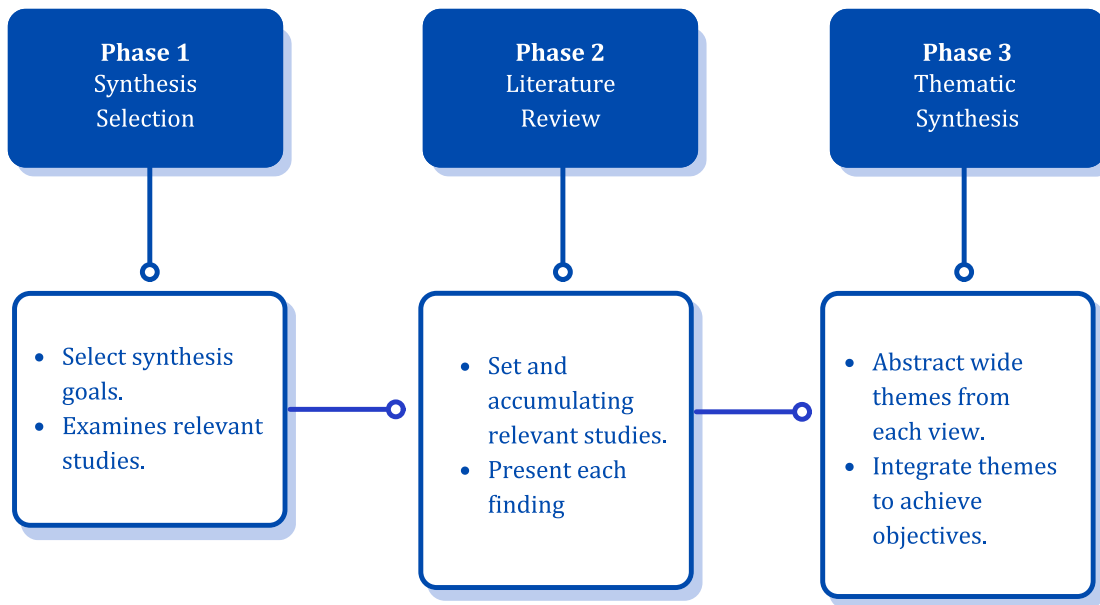 Phase 1
Synthesis
Selection
Phase 2
Literature
Review
Phase 3
Thematic
Synthesis
• Select synthesis
goals.
• Examines relevant
studies.
• Set and
accumulating
relevant studies.
• Present each
finding
• Abstract wide
themes from
each view.
• Integrate themes
to achieve
objectives.